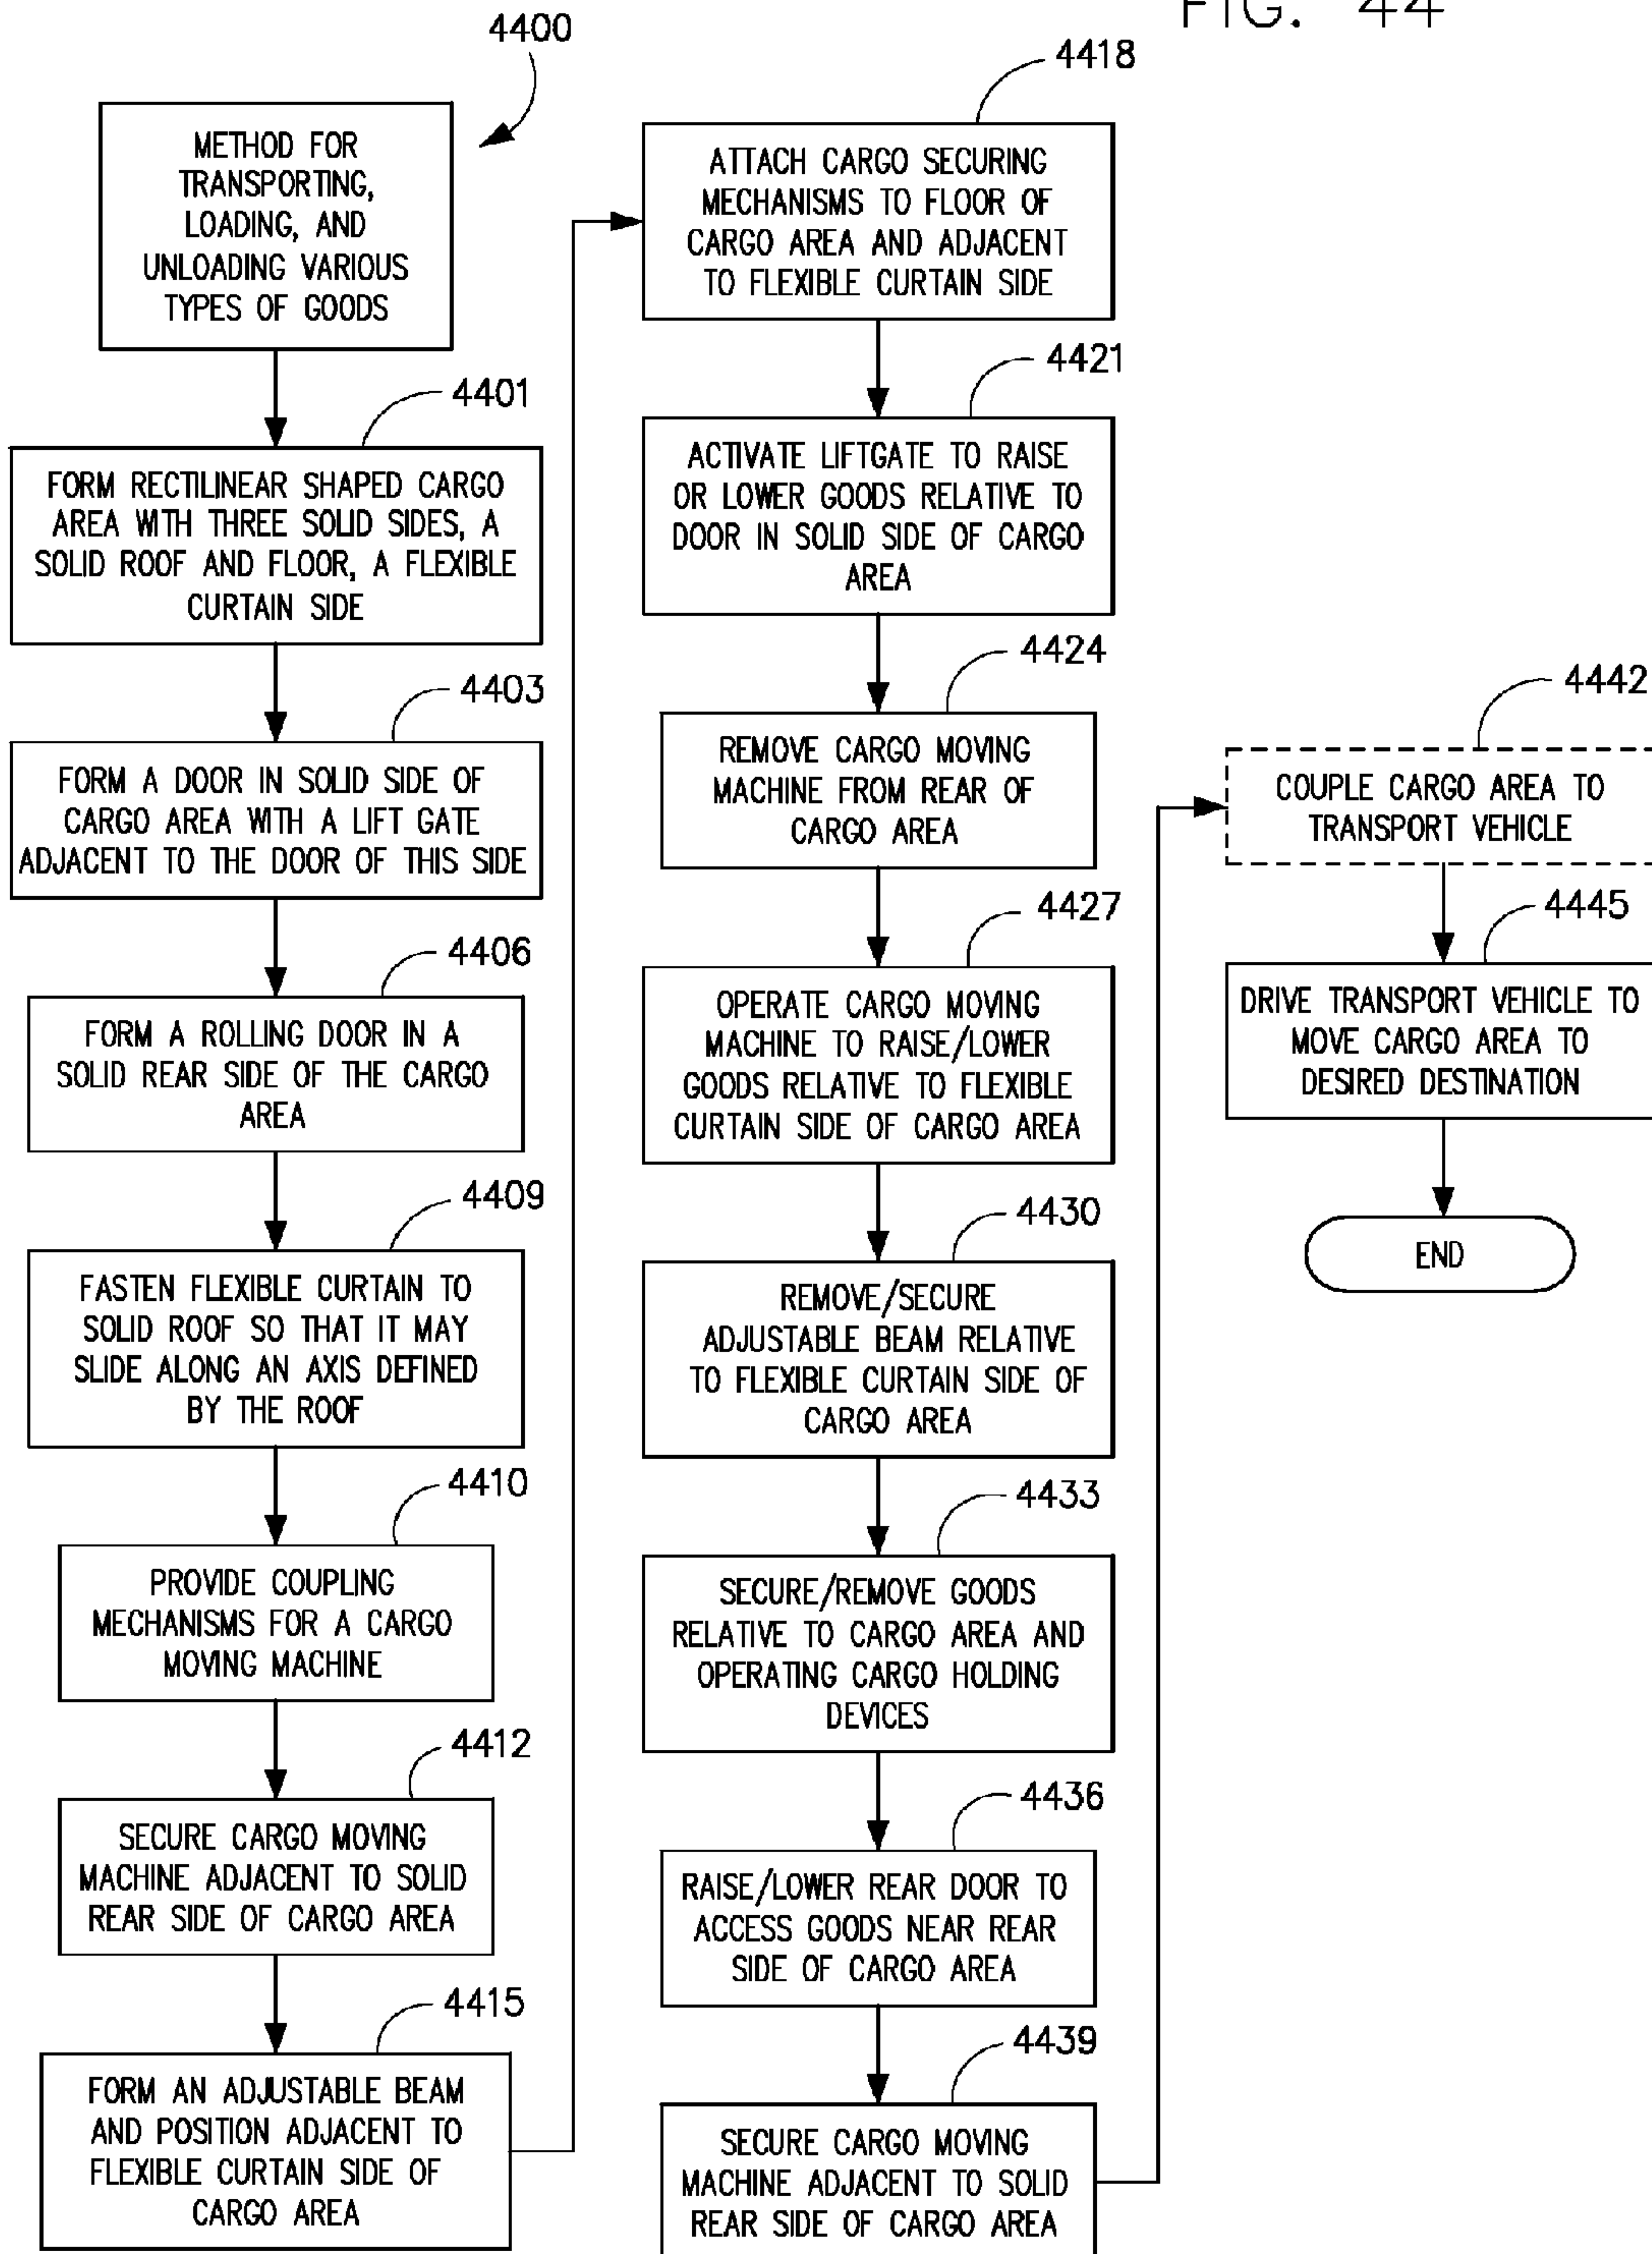 FIG. 44
4400
METHOD FOR
TRANSPORTING,
LOADING, AND
UNLOADING VARIOUS
TYPES OF GOODS
4401
FORM RECTILINEAR SHAPED CARGO
AREA WITH THREE SOLID SIDES, A
SOLID ROOF AND FLOOR, A FLEXIBLE
CURTAIN SIDE
4403
FORM A DOOR IN SOLID SIDE OF
CARGO AREA WITH A LIFT GATE
ADJACENT TO THE DOOR OF THIS SIDE
4406
FORM A ROLLING DOOR IN A
SOLID REAR SIDE OF THE CARGO
AREA
4409
FASTEN FLEXIBLE CURTAIN TO
SOLID ROOF SO THAT IT MAY
SLIDE ALONG AN AXIS DEFINED
BY THE ROOF
4410
PROVIDE COUPLING
MECHANISMS FOR A CARGO
MOVING MACHINE
4412
SECURE CARGO MOVING
MACHINE ADJACENT TO SOLID
REAR SIDE OF CARGO AREA
4415
FORM AN ADJUSTABLE BEAM
AND POSITION ADJACENT TO
FLEXIBLE CURTAIN SIDE OF
CARGO AREA
4418
ATTACH CARGO SECURING
MECHANISMS TO FLOOR OF
CARGO AREA AND ADJACENT
TO FLEXIBLE CURTAIN SIDE
4421
ACTIVATE LIFTGATE TO RAISE
OR LOWER GOODS RELATIVE TO
DOOR IN SOLID SIDE OF CARGO
AREA
4424
REMOVE CARGO MOVING
MACHINE FROM REAR OF
CARGO AREA
4427
OPERATE CARGO MOVING
MACHINE TO RAISE/LOWER
GOODS RELATIVE TO FLEXIBLE
CURTAIN SIDE OF CARGO AREA
4430
REMOVE/SECURE
ADJUSTABLE BEAM RELATIVE
TO FLEXIBLE CURTAIN SIDE OF
CARGO AREA
4433
SECURE/REMOVE GOODS
RELATIVE TO CARGO AREA AND
OPERATING CARGO HOLDING
DEVICES
4436
RAISE/LOWER REAR DOOR TO
ACCESS GOODS NEAR REAR
SIDE OF CARGO AREA
4439
SECURE CARGO MOVING
MACHINE ADJACENT TO SOLID
REAR SIDE OF CARGO AREA
4442
COUPLE CARGO AREA TO
TRANSPORT VEHICLE
4445
DRIVE TRANSPORT VEHICLE TO
MOVE CARGO AREA TO
DESIRED DESTINATION
END